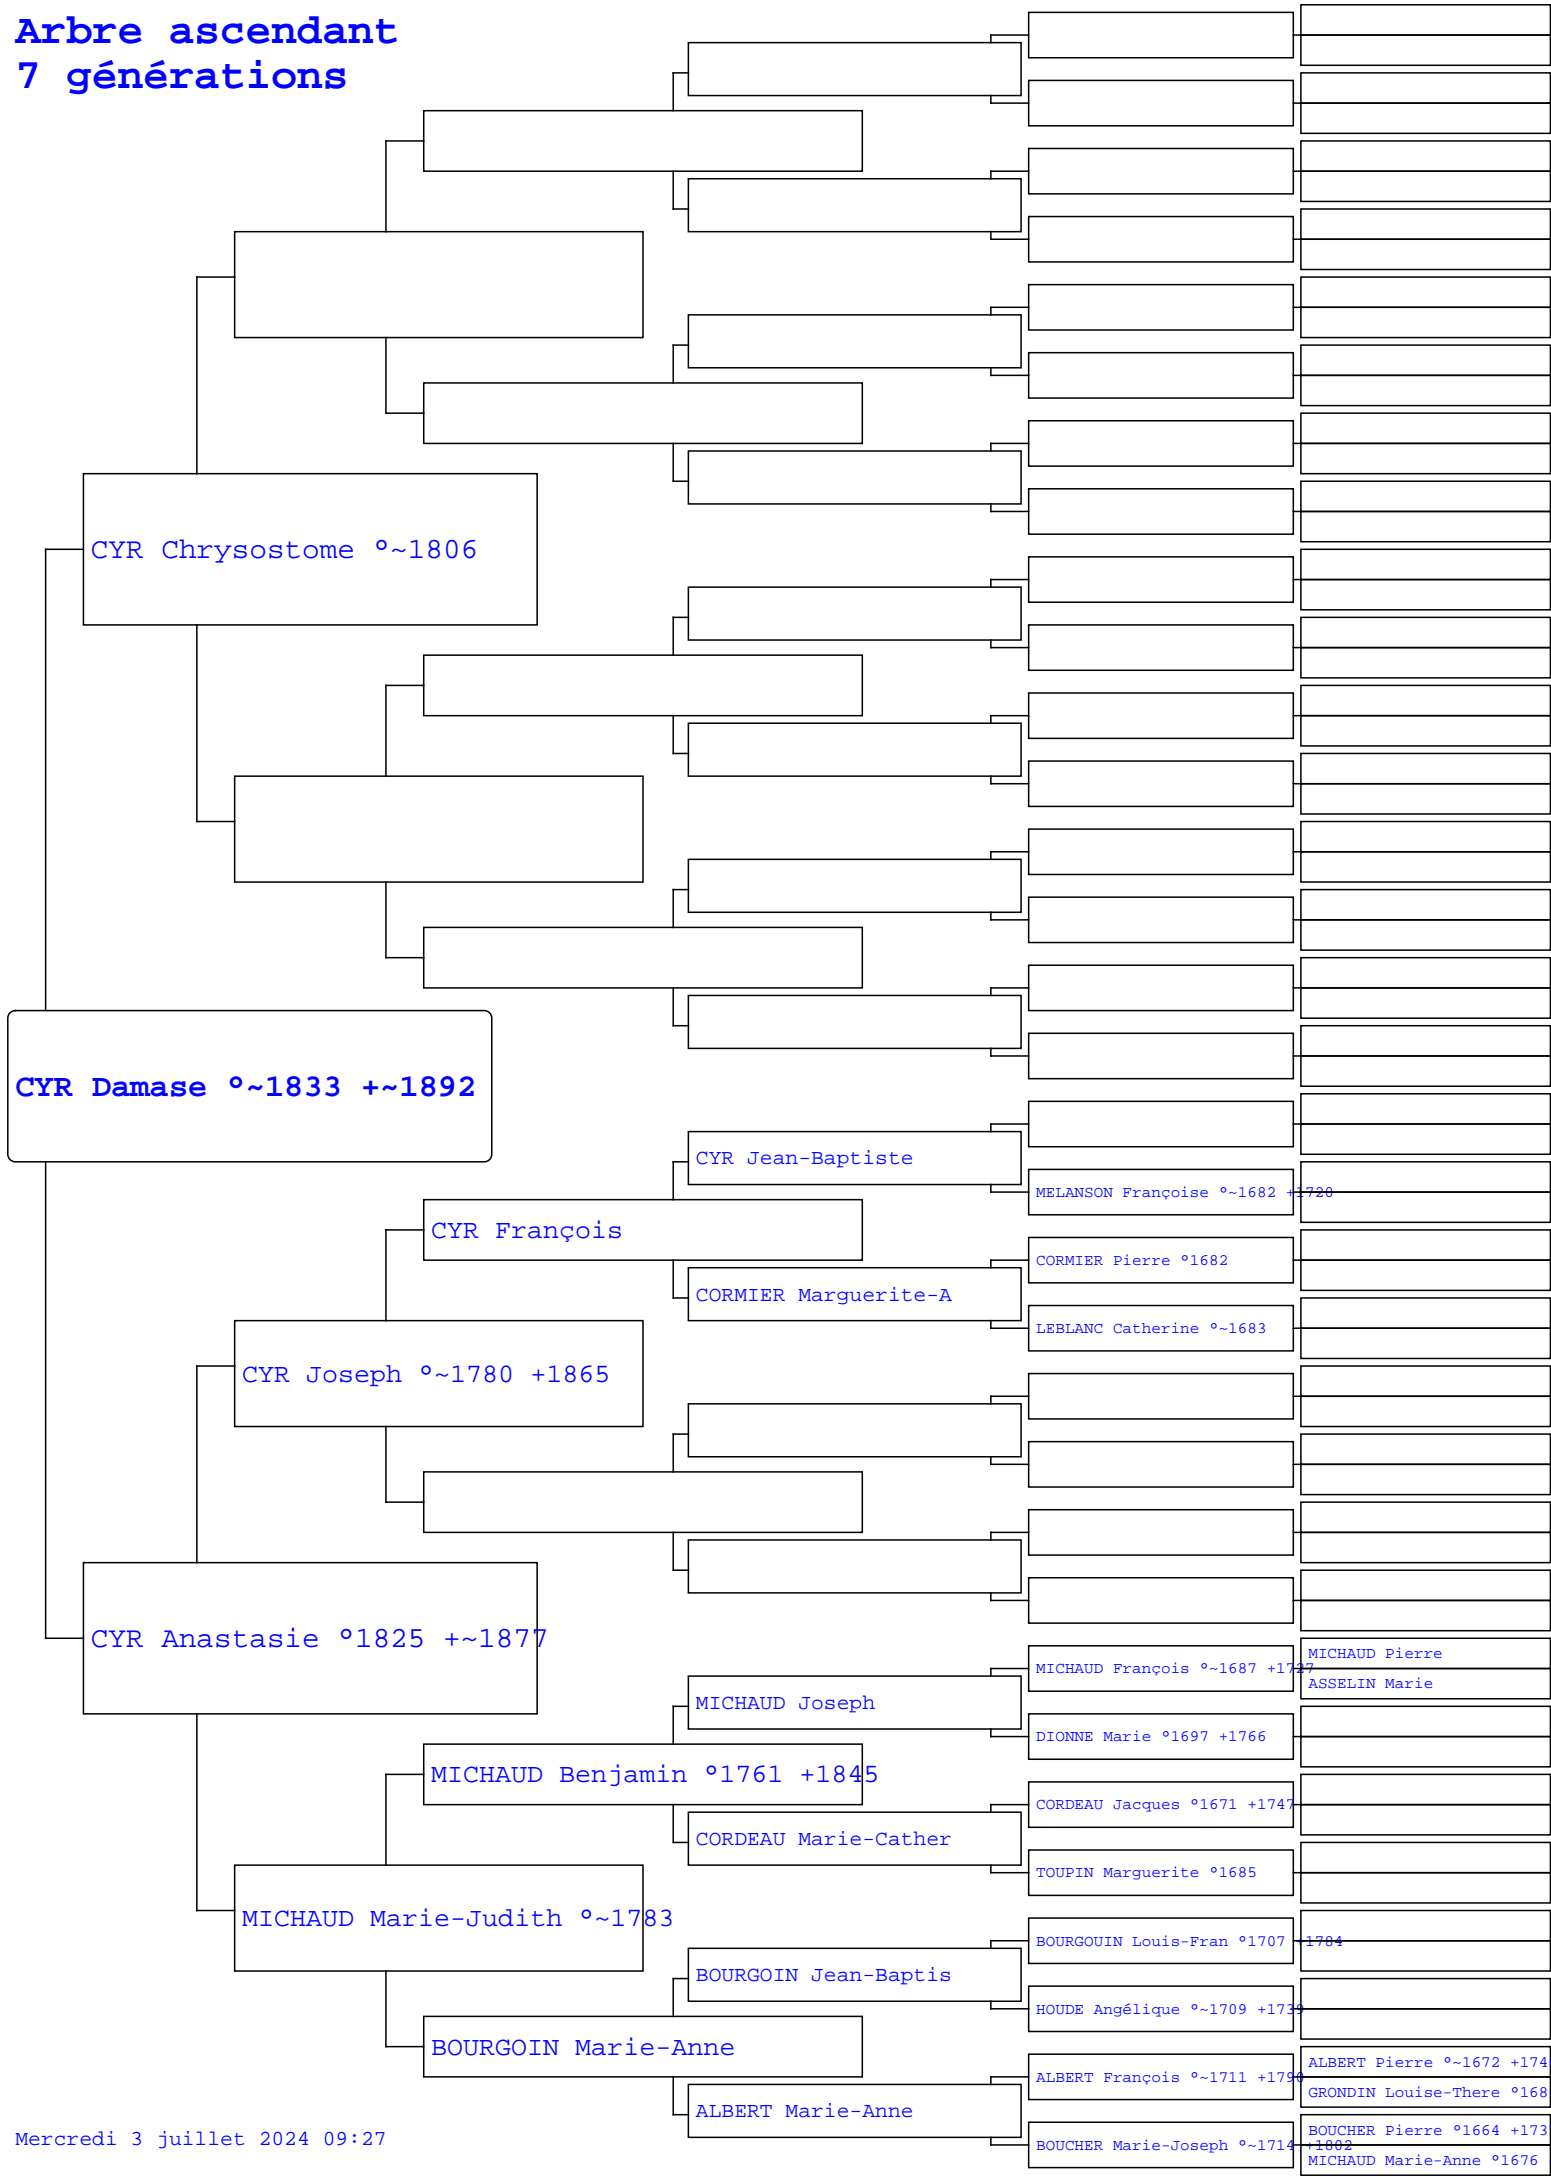 Arbre ascendant
7 générations
CYR Chrysostome °~1806
CYR Damase °~1833 +~1892
CYR Jean-Baptiste
MELANSON Françoise °~1682 +1720
CYR François
CORMIER Pierre °1682
CORMIER Marguerite-A
LEBLANC Catherine °~1683
CYR Joseph °~1780 +1865
CYR Anastasie °1825 +~1877
MICHAUD Pierre
MICHAUD François °~1687 +1727
ASSELIN Marie
MICHAUD Joseph
DIONNE Marie °1697 +1766
MICHAUD Benjamin °1761 +1845
CORDEAU Jacques °1671 +1747
CORDEAU Marie-Cather
TOUPIN Marguerite °1685
MICHAUD Marie-Judith °~1783
BOURGOUIN Louis-Fran °1707 +1784
BOURGOIN Jean-Baptis
HOUDE Angélique °~1709 +1739
BOURGOIN Marie-Anne
ALBERT Pierre °~1672 +174
ALBERT François °~1711 +1790
GRONDIN Louise-There °168
ALBERT Marie-Anne
BOUCHER Pierre °1664 +173
BOUCHER Marie-Joseph °~1714 +1802
MICHAUD Marie-Anne °1676
Mercredi 3 juillet 2024 09:27